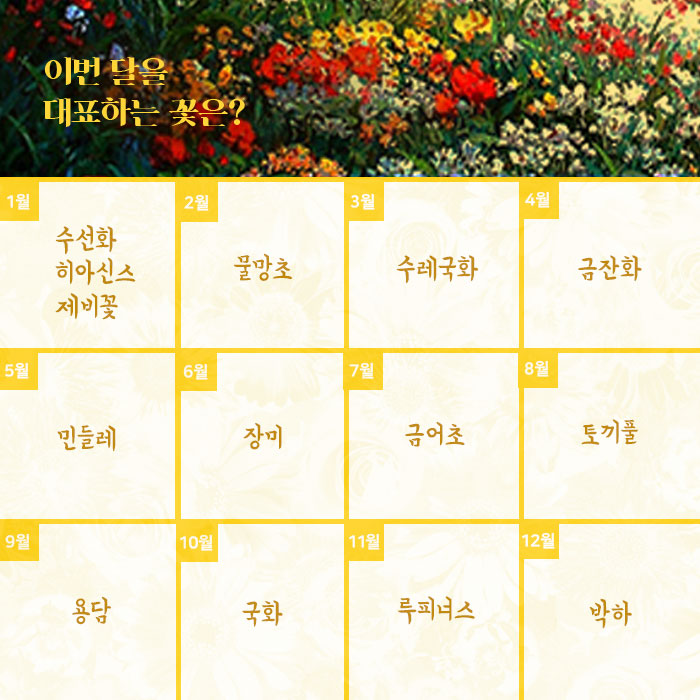 이번 달을
대표하는 꽃은?
1월
수선화
히아신스
제비꽃
2월
물망초
3월
수레국화
4월
금잔화
5월
민들레
6월
장미
7월
금어초
8월
토끼풀
9월
용담
10월
국화
11월
루피너스
12월
박하